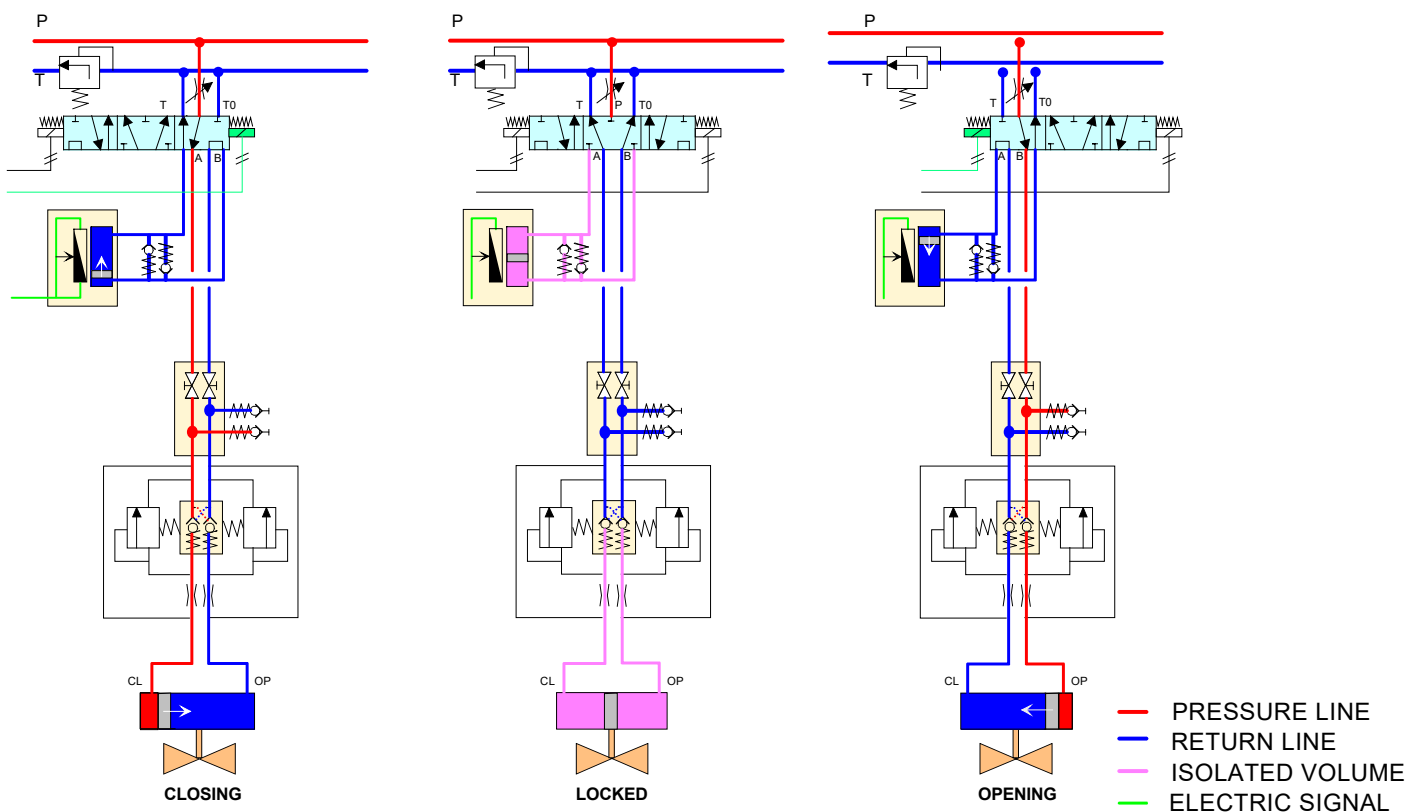 P
P
P
T
T
T
T
T0
T
P
T0
T
T0
A
B
A
B
A
B
CL
OP
CL
OP
CL
OP
PRESSURE LINE
RETURN LINE
ISOLATED VOLUME
ELECTRIC SIGNAL
CLOSING
LOCKED
OPENING